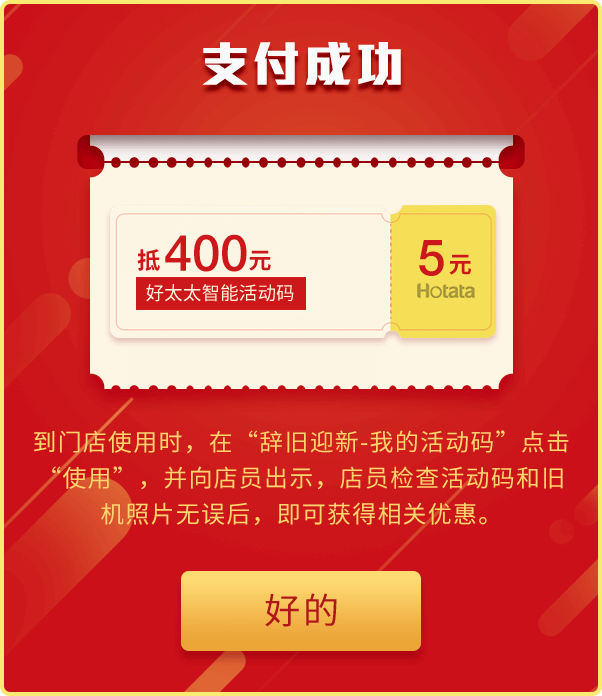 支付成功
抵400元
好太太智能活动码
5元
Hotata
到门店使用时，在“辞旧迎新-我的活动码”点击
“使用”，并向店员出示，店员检查活动码和旧
机照片无误后，即可获得相关优惠。
好的